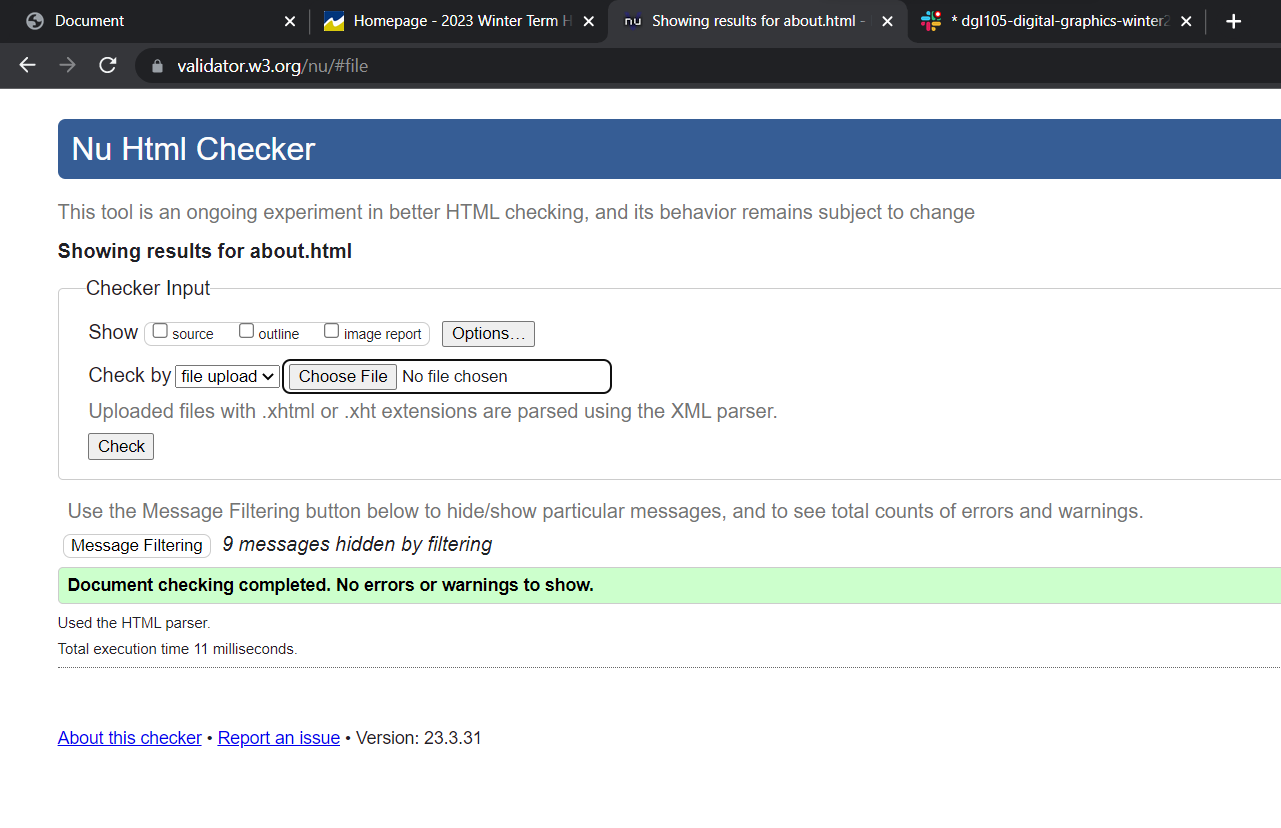 Document
Homepage - 2023 Winter Term H
nu Showing results for about.html -
* dgl105-digital-graphics-winter2
validator.w3.org/nu/#file
Nu Html Checker
This tool is an ongoing experiment in better HTML checking, and its behavior remains subject to change
Showing results for about.html
Checker Input
Show source outline image report Options…
Check by file upload Choose File No file chosen
Uploaded files with .xhtml or .xht extensions are parsed using the XML parser.
Check
Use the Message Filtering button below to hide/show particular messages, and to see total counts of errors and warnings.
Message Filtering 9 messages hidden by filtering
Document checking completed. No errors or warnings to show.
Used the HTML parser.
Total execution time 11 milliseconds.
About this checker • Report an issue • Version: 23.3.31